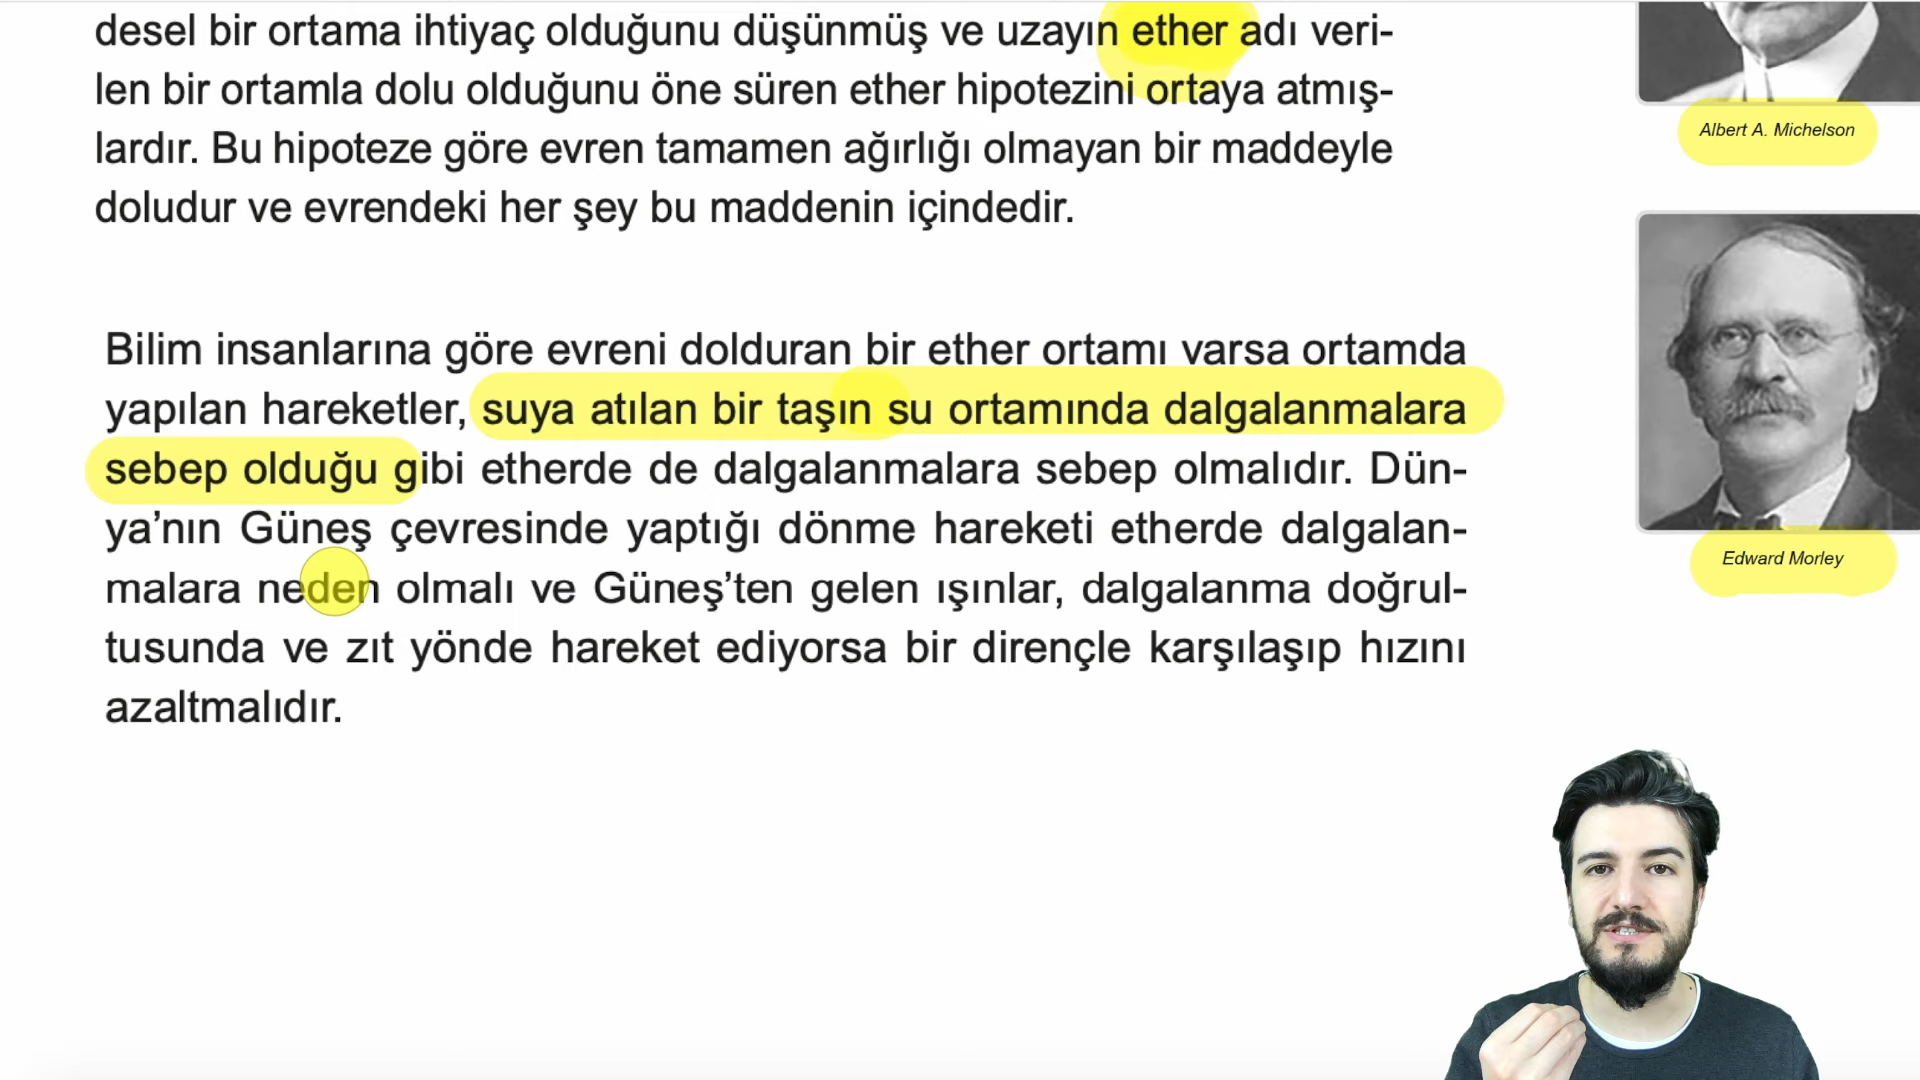 desel bir ortama ihtiyaç olduğunu düşünmüş ve uzayın ether adı veri-
len bir ortamla dolu olduğunu öne süren ether hipotezini ortaya atmış-
lardır. Bu hipoteze göre evren tamamen ağırlığı olmayan bir maddeyle
doludur ve evrendeki her şey bu maddenin içindedir.
Bilim insanlarına göre evreni dolduran bir ether ortamı varsa ortamda
yapılan hareketler, suya atılan bir taşın su ortamında dalgalanmalara
sebep olduğu gibi etherde de dalgalanmalara sebep olmalıdır. Dün-
ya’nın Güneş çevresinde yaptığı dönme hareketi etherde dalgalan-
malara neden olmalı ve Güneş’ten gelen ışınlar, dalgalanma doğrul-
tusunda ve zıt yönde hareket ediyorsa bir dirençle karşılaşıp hızını
azaltmalıdır.
Albert A. Michelson
Edward Morley